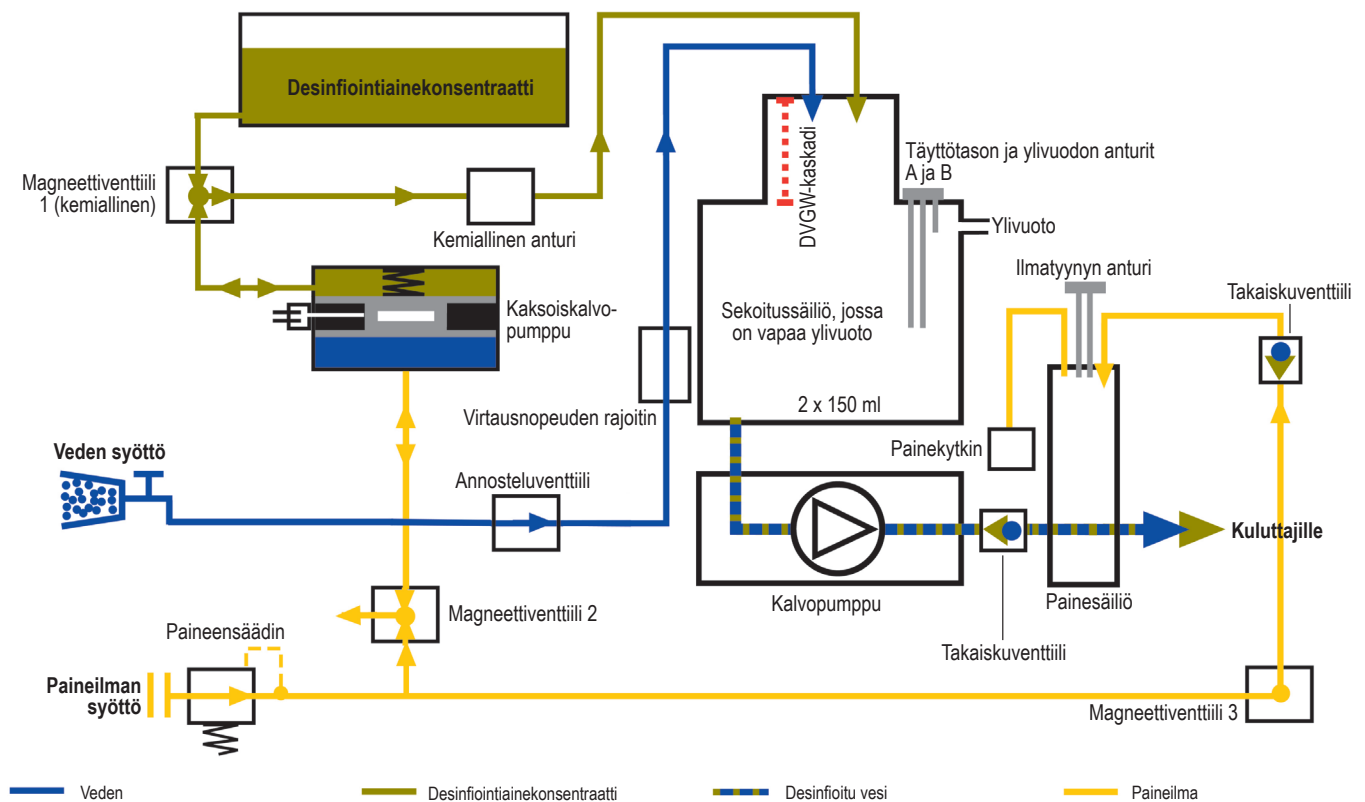 Desinfiointiainekonsentraatti
Magneettiventtiili
1 (kemiallinen)
Kemiallinen anturi
DVGW-kaskadi
Täyttötason ja ylivuodon anturit
A ja B
Ylivuoto
Ilmatyynyn anturi
Takaiskuventtiili
Kaksoiskalvo-
pumppu
Sekoitussäiliö, jossa
on vapaa ylivuoto
2 x 150 ml
Virtausnopeuden rajoitin
Painekytkin
Veden syöttö
Annosteluventtiili
Kuluttajille
Kalvopumppu
Painesäiliö
Magneettiventtiili 2
Takaiskuventtiili
Paineensäädin
Paineilman
syöttö
Magneettiventtiili 3
Veden
Desinfiointiainekonsentraatti
Desinfioitu vesi
Paineilma